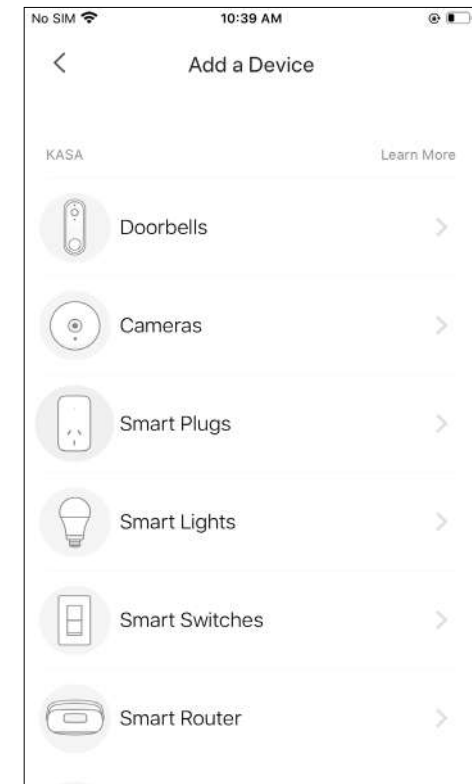 No SIM 10:39 AM
Add a Device
KASA Learn More
Doorbells
Cameras
Smart Plugs
Smart Lights
Smart Switches
Smart Router